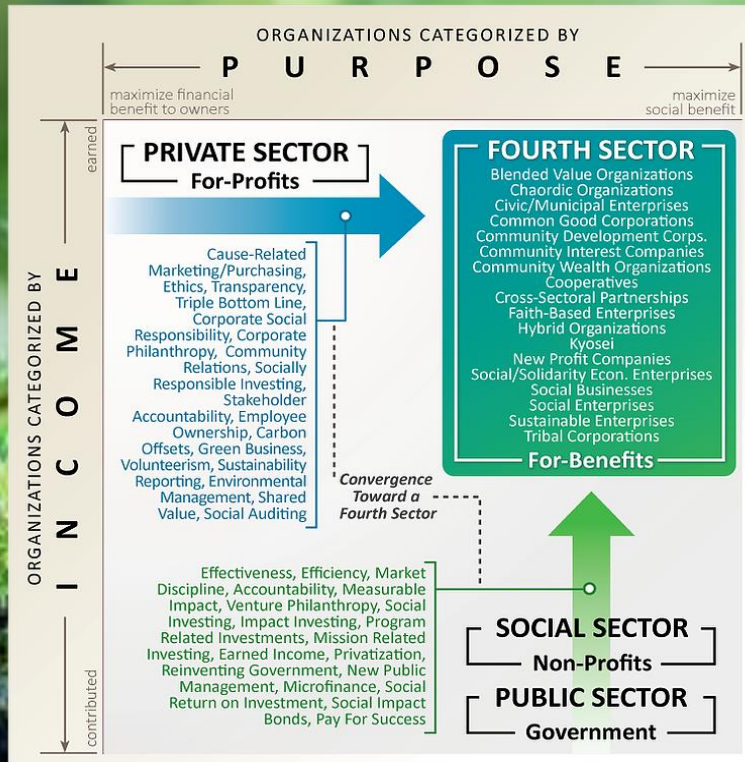 ORGANIZATIONS CATEGORIZED BY
PURPOSE
maximize financial
benefit to owners
maximize
social benefit
ORGANIZATIONS CATEGORIZED BY
INCOME
earned
contributed
PRIVATE SECTOR
For-Profits
Cause-Related
Marketing/Purchasing,
Ethics, Transparency,
Triple Bottom Line,
Corporate Social
Responsibility, Corporate
Philanthropy, Community
Relations, Socially
Responsible Investing,
Stakeholder
Accountability, Employee
Ownership, Carbon
Offsets, Green Business,
Volunteerism, Sustainability
Reporting, Environmental
Management, Shared
Value, Social Auditing
FOURTH SECTOR
Blended Value Organizations
Chaordic Organizations
Civic/Municipal Enterprises
Common Good Corporations
Community Development Corps.
Community Interest Companies
Community Wealth Organizations
Cooperatives
Cross-Sectoral Partnerships
Faith-Based Enterprises
Hybrid Organizations
Kyosei
New Profit Companies
Social/Solidarity Econ. Enterprises
Social Businesses
Social Enterprises
Sustainable Enterprises
Tribal Corporations
For-Benefits
Convergence
Toward a
Fourth Sector
Effectiveness, Efficiency, Market
Discipline, Accountability, Measurable
Impact, Venture Philanthropy, Social
Investing, Impact Investing, Program
Related Investments, Mission Related
Investing, Earned Income, Privatization,
Reinventing Government, New Public
Management, Microfinance, Social
Return on Investment, Social Impact
Bonds, Pay For Success
SOCIAL SECTOR
Non-Profits
PUBLIC SECTOR
Government